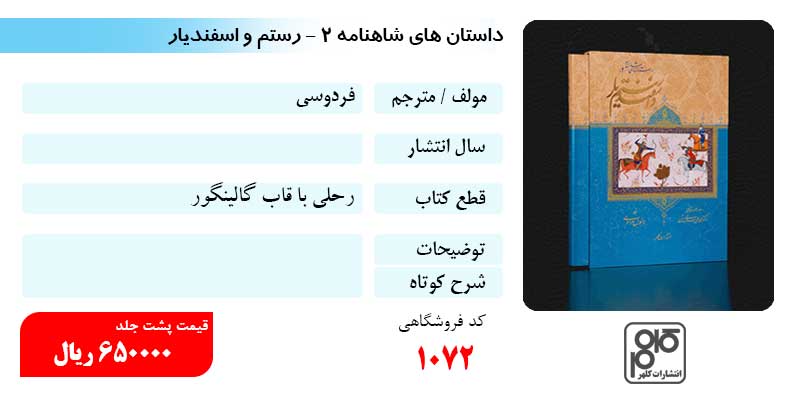 داستان های شاهنامه ۲ - رستم و اسفندیار
مولف / مترجم
فردوسی
سال انتشار
قطع کتاب
رحلی با قاب گالینگور
توضیحات
شرح کوتاه
کد فروشگاهی
۱۰۷۲
قیمت پشت جلد
۶۵۰۰۰۰ ریال
انتشارات کلهر